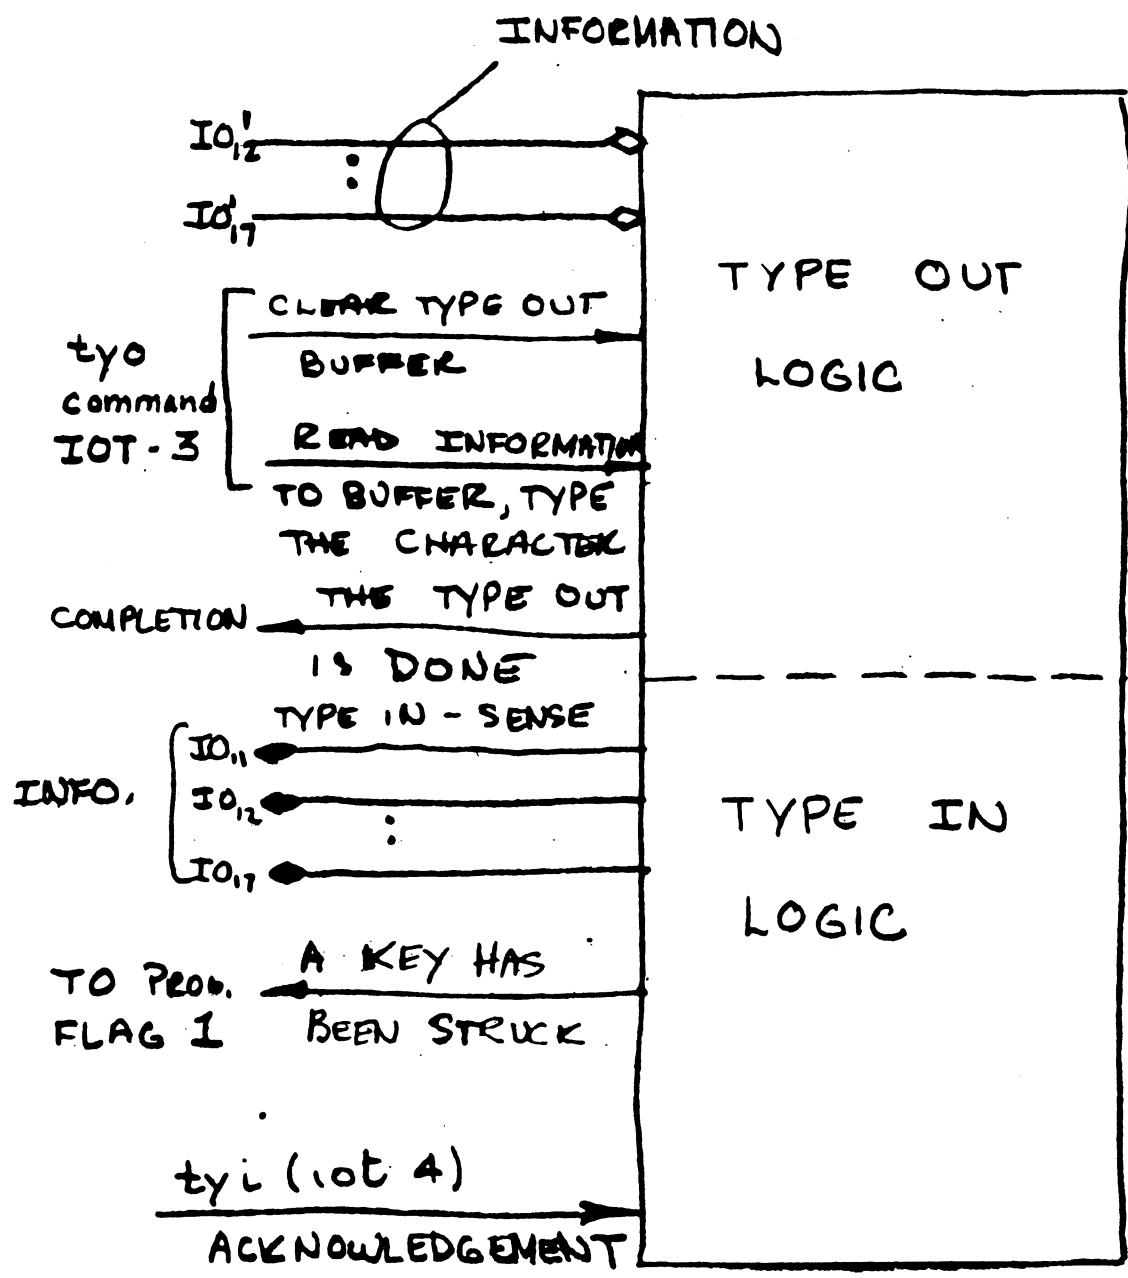 INFORMATION
IO'12
IO'17
TYPE OUT
LOGIC
CLEAR TYPE OUT
BUFFER
tyo
command
IOT-3
READ INFORMATION
TO BUFFER, TYPE
THE CHARACTER
THE TYPE OUT
COMPLETION
IS DONE
TYPE IN - SENSE
IO11
INFO.
IO12
IO17
TYPE IN
LOGIC
A KEY HAS
TO PROG.
FLAG 1
BEEN STRUCK
tyi (iot 4)
ACKNOWLEDGEMENT